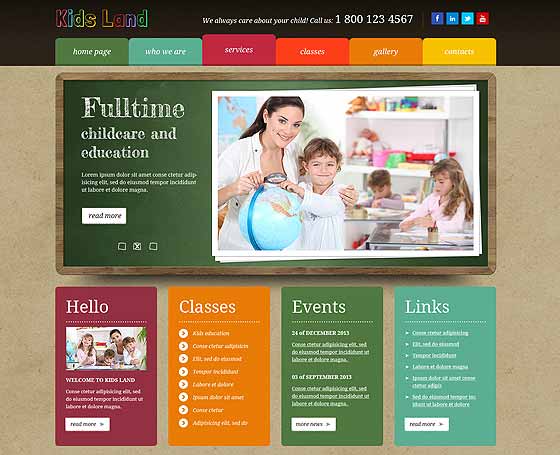 Kids Land
We always care about your child! Call us: 1 800 123 4567
home page
who we are
services
classes
gallery
contacts
Fulltime
childcare and
education
Lorem ipsum dolor sit amet consectetur adip-
isicing elit, sed do eiusmod tempor incididunt
ut labore et dolore magna.
read more
Hello
WELCOME TO KIDS LAND
Conse ctetur adipisicing elit, sed
do eiusmod tempor incididunt ut
labore et dolore magna.
read more >
Classes
Kids education
Conse ctetur adipisicin
Elit, sed do eiusmod
Tempor incididunt
Labore et dolore
Ipsum dolor sit amet
Conse ctetur
Adipisicing elit, sed do
Events
24 of DECEMBER 2013
Conse ctetur adipisicing elit, sed
do eiusmod tempor incididunt ut
labore et dolore magna.
03 of SEPTEMBER 2013
Conse ctetur adipisicing elit, sed
do eiusmod tempor incididunt ut
labore et dolore magna.
more news >
Links
Conse ctetur adipisicing
Elit, sed do eiusmod
Tempor incididunt
Labore et dolore magna
Ipsum dolor sit amet conse
ctetur adipis
Sed do eiusmod tempor inc
idunt ut labore et dolore
read more >